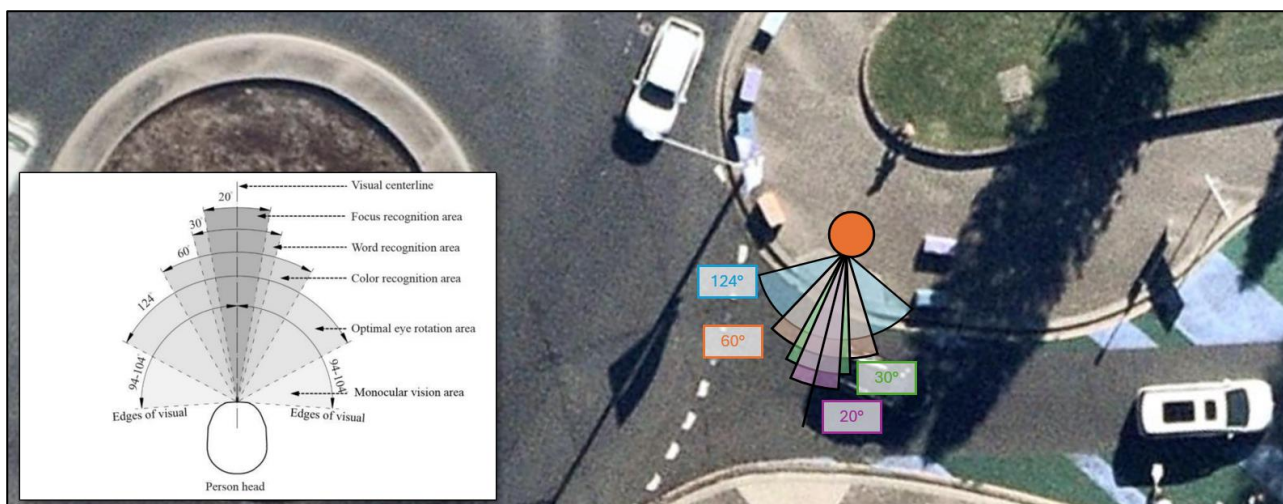 Visual centerline
20°
Focus recognition area
30°
Word recognition area
60°
Color recognition area
124°
Optimal eye rotation area
94-104°
94-104°
Monocular vision area
Edges of visual
Edges of visual
Person head
124°
60°
30°
20°